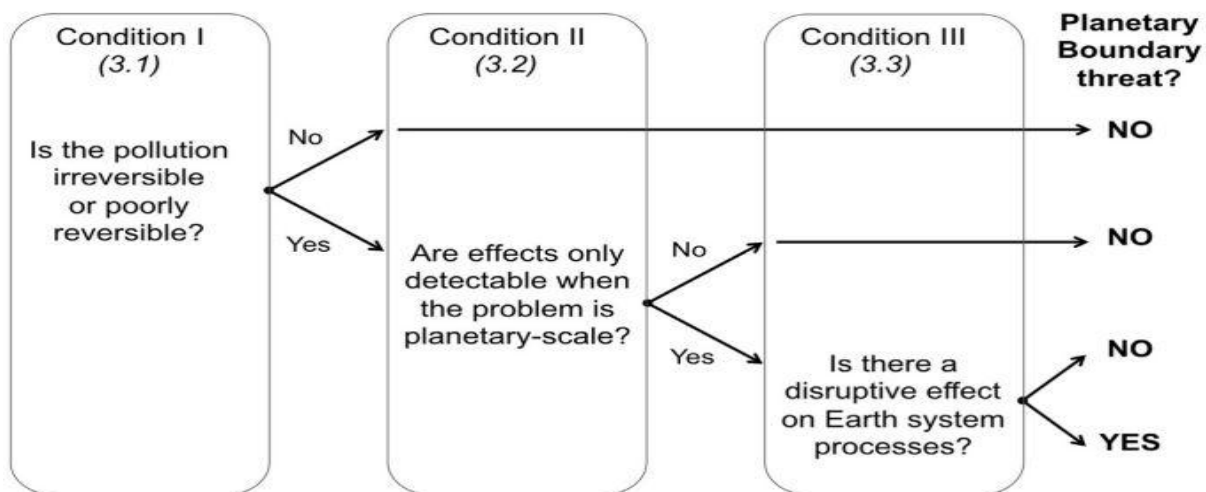 Condition I
(3.1)
Is the pollution
irreversible
or poorly
reversible?
No
Yes
Condition II
(3.2)
Are effects only
detectable when
the problem is
planetary-scale?
No
Yes
Condition III
(3.3)
Is there a
disruptive effect
on Earth system
processes?
Planetary
Boundary
threat?
NO
NO
NO
YES